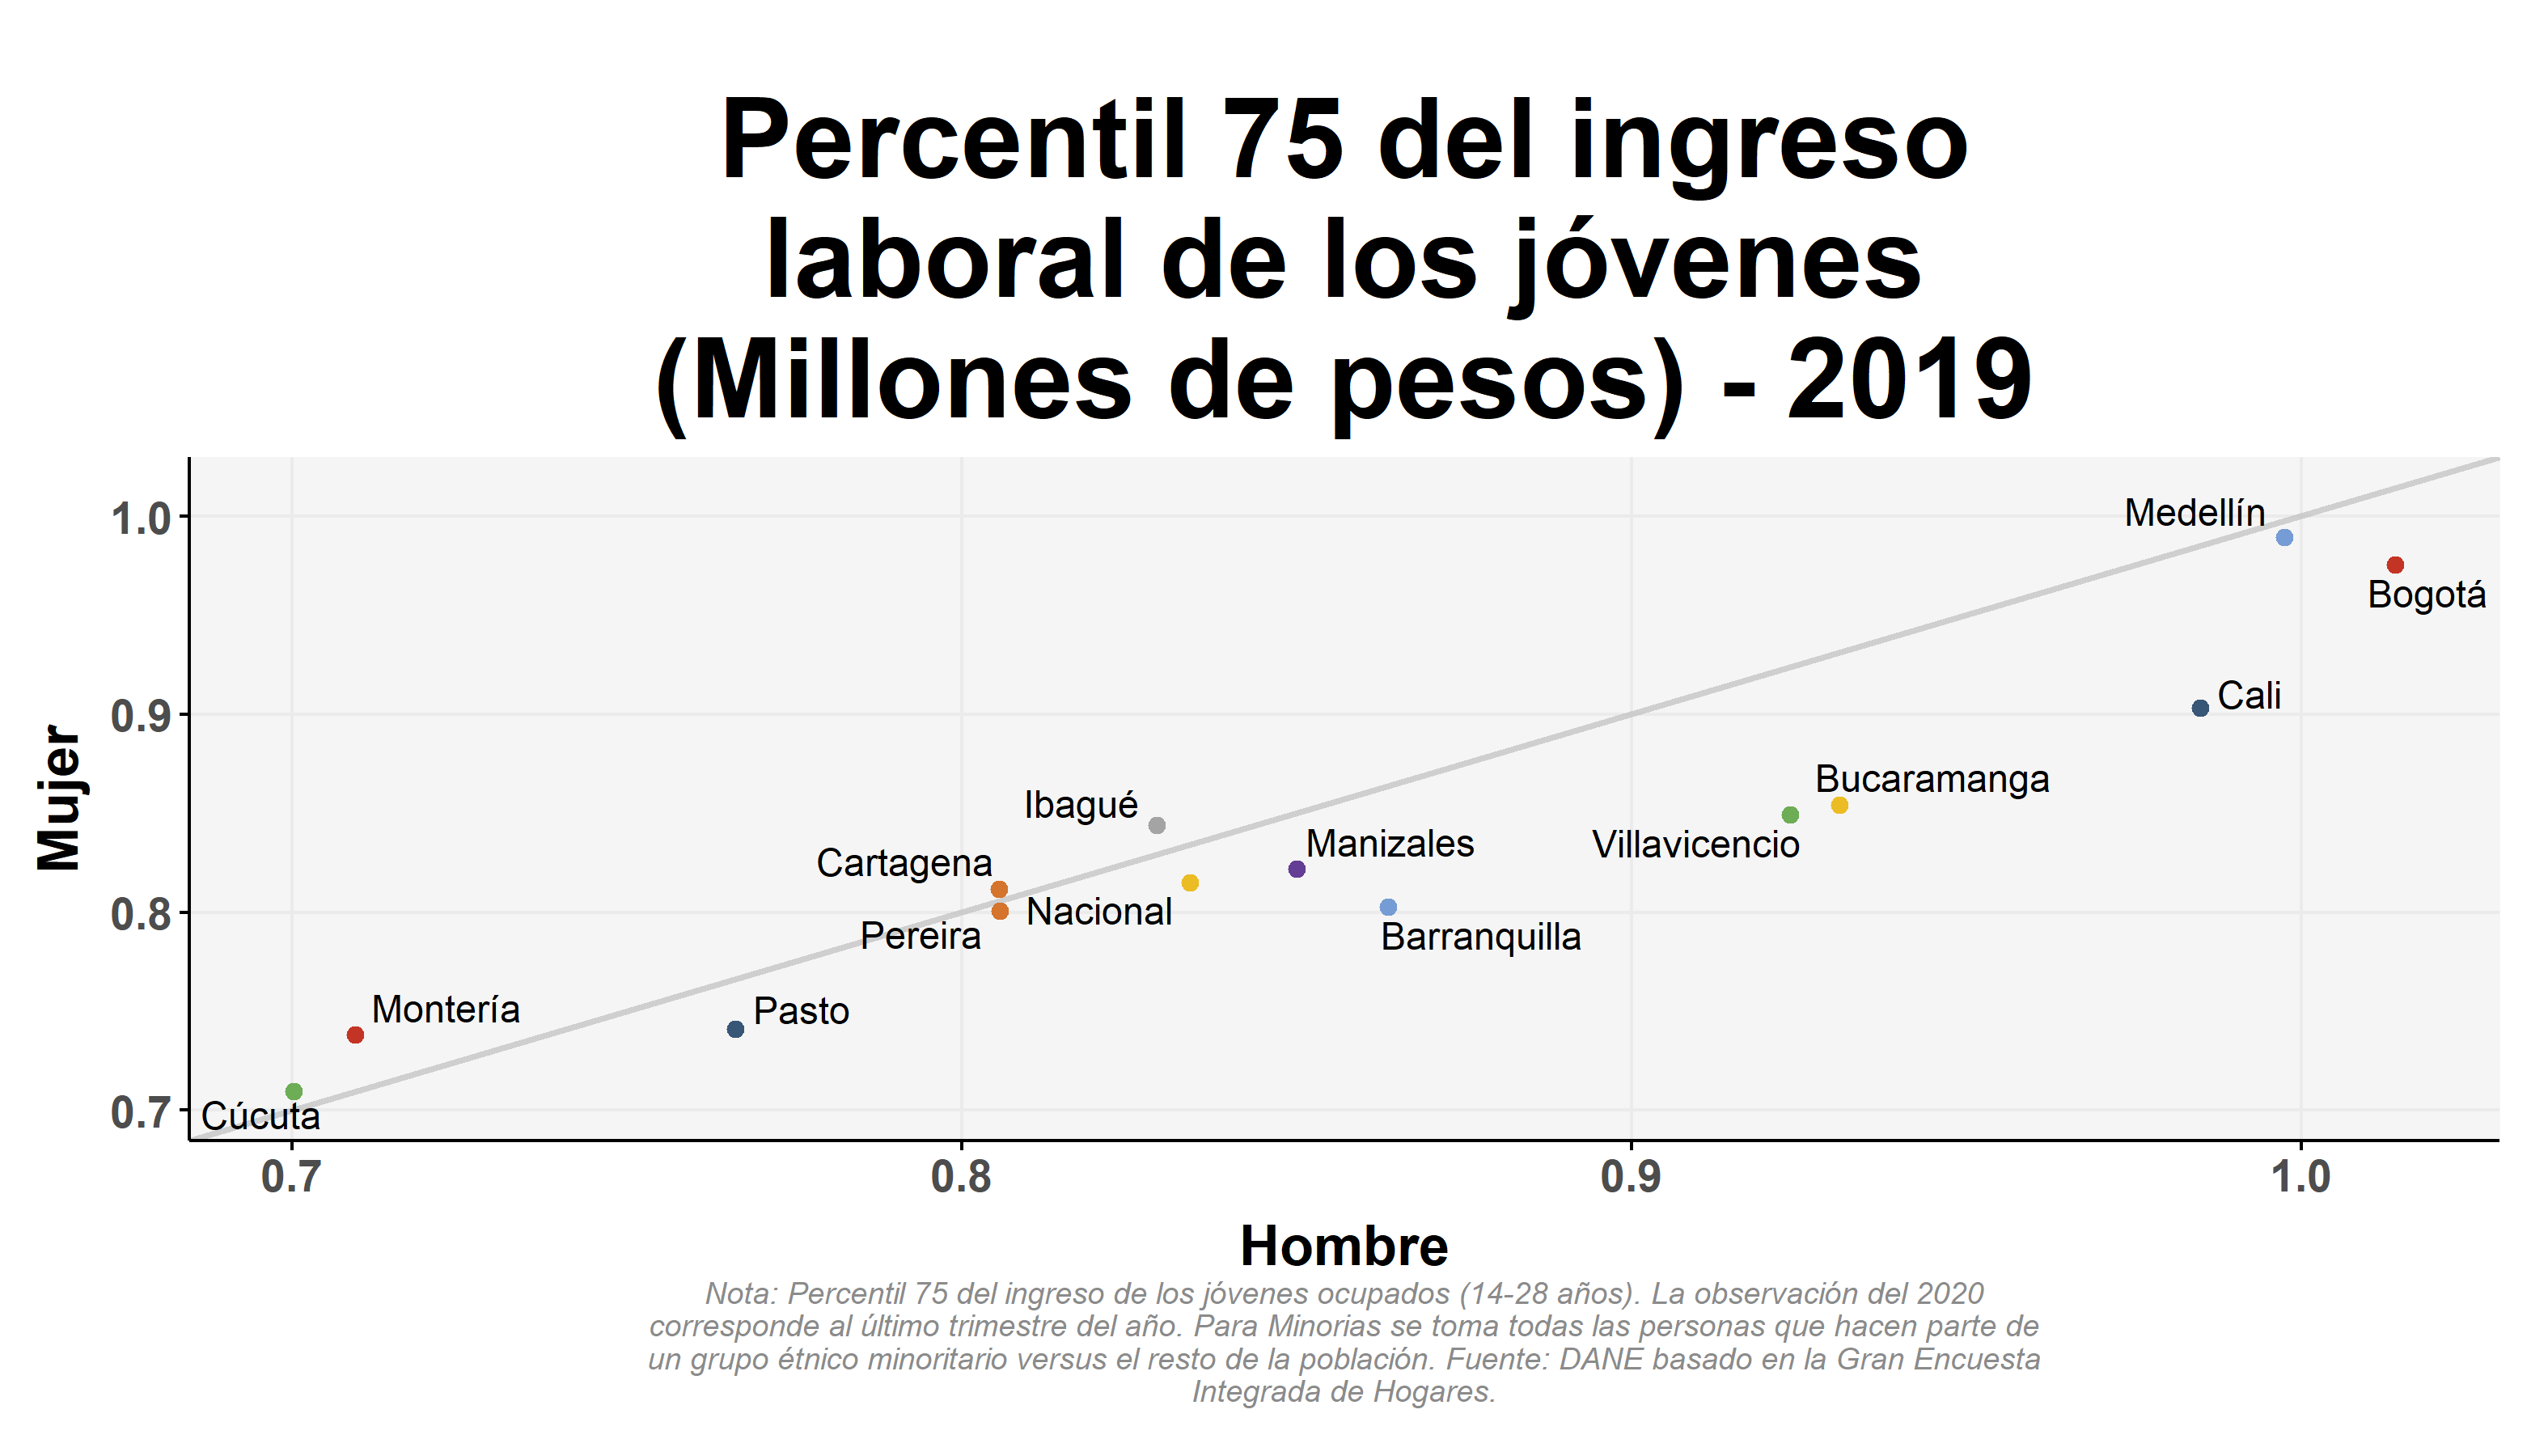 Percentil 75 del ingreso
laboral de los jóvenes
(Millones de pesos) - 2019
Mujer
1.0
0.9
0.8
0.7
Medellín
Bogotá
Cali
Bucaramanga
Villavicencio
Ibagué
Manizales
Cartagena
Nacional
Barranquilla
Pereira
Montería
Pasto
Cúcuta
0.7 0.8 0.9 1.0
Hombre
Nota: Percentil 75 del ingreso de los jóvenes ocupados (14-28 años). La observación del 2020
corresponde al último trimestre del año. Para Minorias se toma todas las personas que hacen parte de
un grupo étnico minoritario versus el resto de la población. Fuente: DANE basado en la Gran Encuesta
Integrada de Hogares.